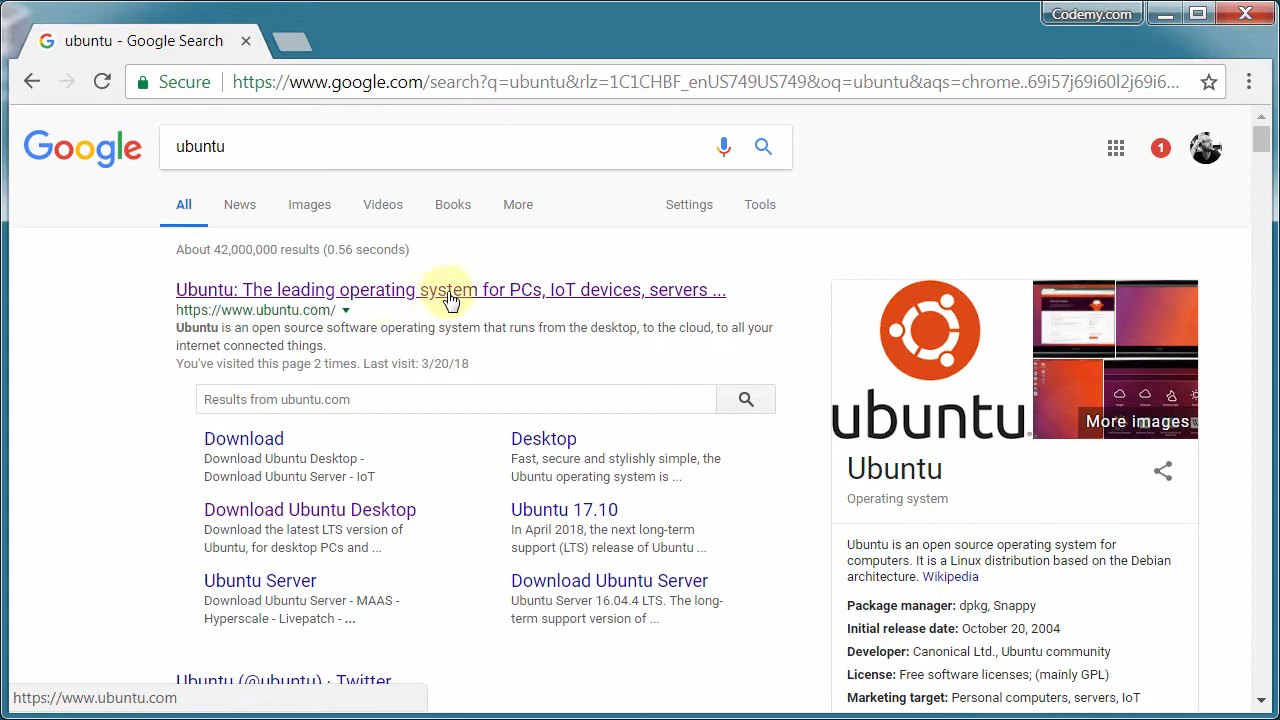 Codemy.com
ubuntu - Google Search
Secure https://www.google.com/search?q=ubuntu&rlz=1C1CHBF_enUS749US749&oq=ubuntu&aqs=chrome..69i57j69i60l2j69i6...
Google
ubuntu
1
All News Images Videos Books More Settings Tools
About 42,000,000 results (0.56 seconds)
Ubuntu: The leading operating system for PCs, IoT devices, servers ...
https://www.ubuntu.com/
Ubuntu is an open source software operating system that runs from the desktop, to the cloud, to all your
internet connected things.
You've visited this page 2 times. Last visit: 3/20/18
Results from ubuntu.com
Download
Download Ubuntu Desktop -
Download Ubuntu Server - IoT
Desktop
Fast, secure and stylishly simple, the
Ubuntu operating system is ...
Download Ubuntu Desktop
Download the latest LTS version of
Ubuntu, for desktop PCs and ...
Ubuntu 17.10
In April 2018, the next long-term
support (LTS) release of Ubuntu ...
Ubuntu Server
Download Ubuntu Server - MAAS -
Hyperscale - Livepatch - ...
Download Ubuntu Server
Ubuntu Server 16.04.4 LTS. The long-
term support version of ...
Ubuntu (@ubuntu) · Twitter
https://www.ubuntu.com
ubuntu
More images
Ubuntu
Operating system
Ubuntu is an open source operating system for
computers. It is a Linux distribution based on the Debian
architecture. Wikipedia
Package manager: dpkg, Snappy
Initial release date: October 20, 2004
Developer: Canonical Ltd., Ubuntu community
License: Free software licenses; (mainly GPL)
Marketing target: Personal computers, servers, IoT